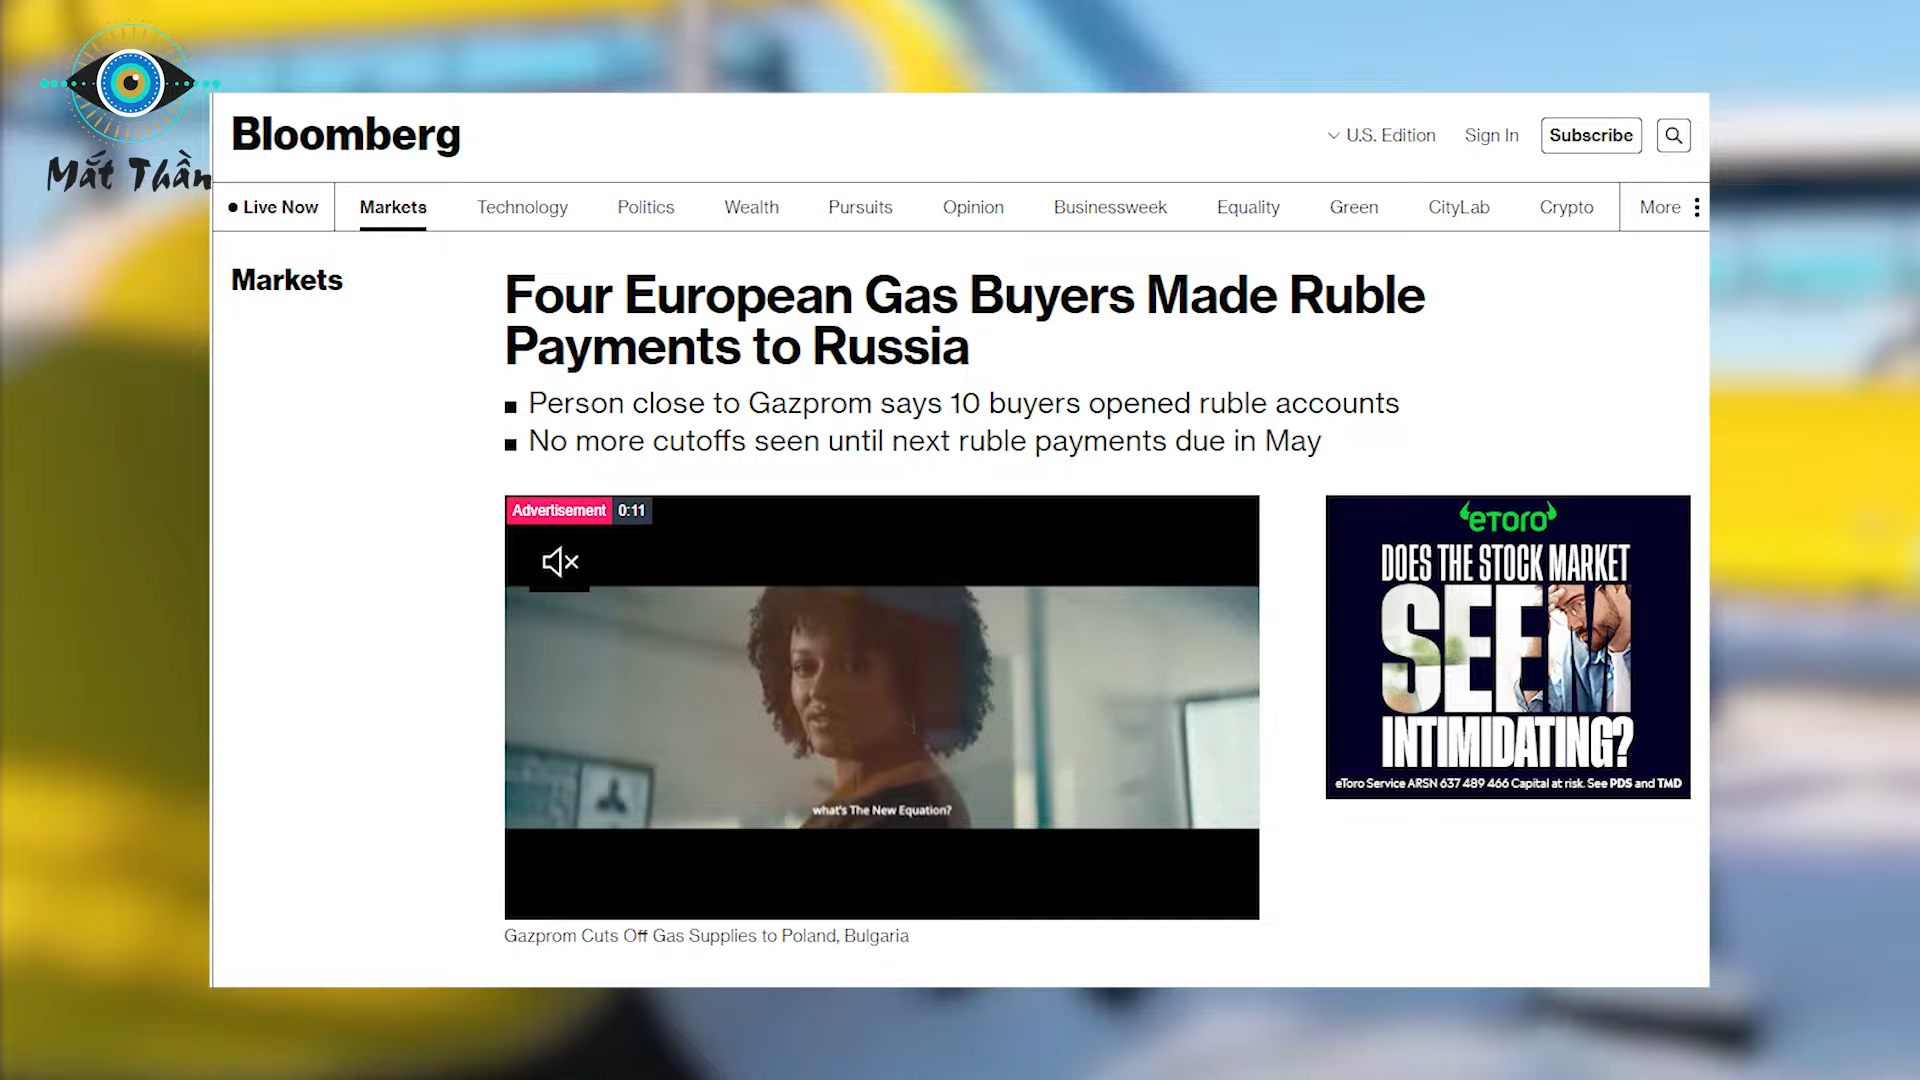 Mắt Thần
Bloomberg
U.S. Edition
Sign In
Subscribe
Live Now
Markets
Technology
Politics
Wealth
Pursuits
Opinion
Businessweek
Equality
Green
CityLab
Crypto
More
Markets
Four European Gas Buyers Made Ruble
Payments to Russia
Person close to Gazprom says 10 buyers opened ruble accounts
No more cutoffs seen until next ruble payments due in May
Advertisement 0:11
what's The New Equation?
Gazprom Cuts Off Gas Supplies to Poland, Bulgaria
eToro
DOES THE STOCK MARKET
SEEM
INTIMIDATING?
eToro Service ARSN 637 489 466 Capital at risk. See PDS and TMD